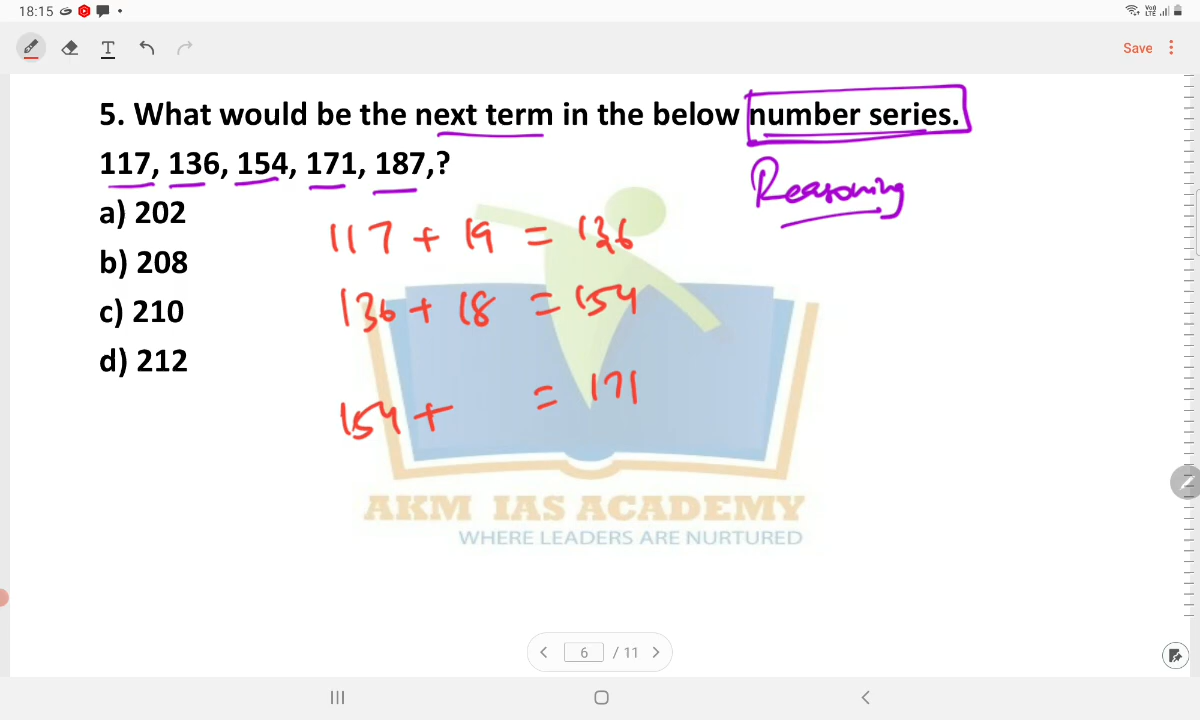 18:15
Save
5. What would be the next term in the below number series.
117, 136, 154, 171, 187,?
Reasoning
a) 202
b) 208
c) 210
d) 212
117 + 19 = 136
136 + 18 = 154
154 + = 171
AKM IAS ACADEMY
WHERE LEADERS ARE NURTURED
6 / 11